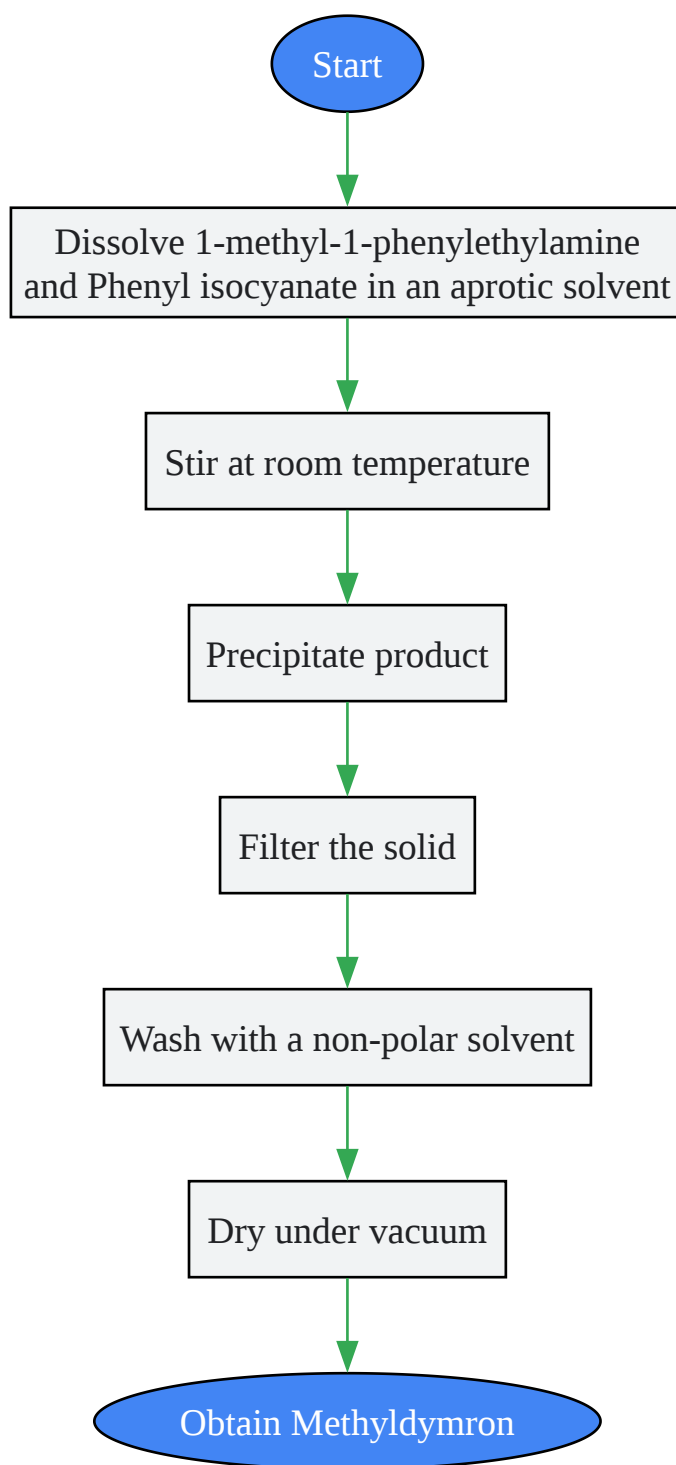 Start
Dissolve 1-methyl-1-phenylethylamine
and Phenyl isocyanate in an aprotic solvent
Stir at room temperature
Precipitate product
Filter the solid
Wash with a non-polar solvent
Dry under vacuum
Obtain Methyldymron